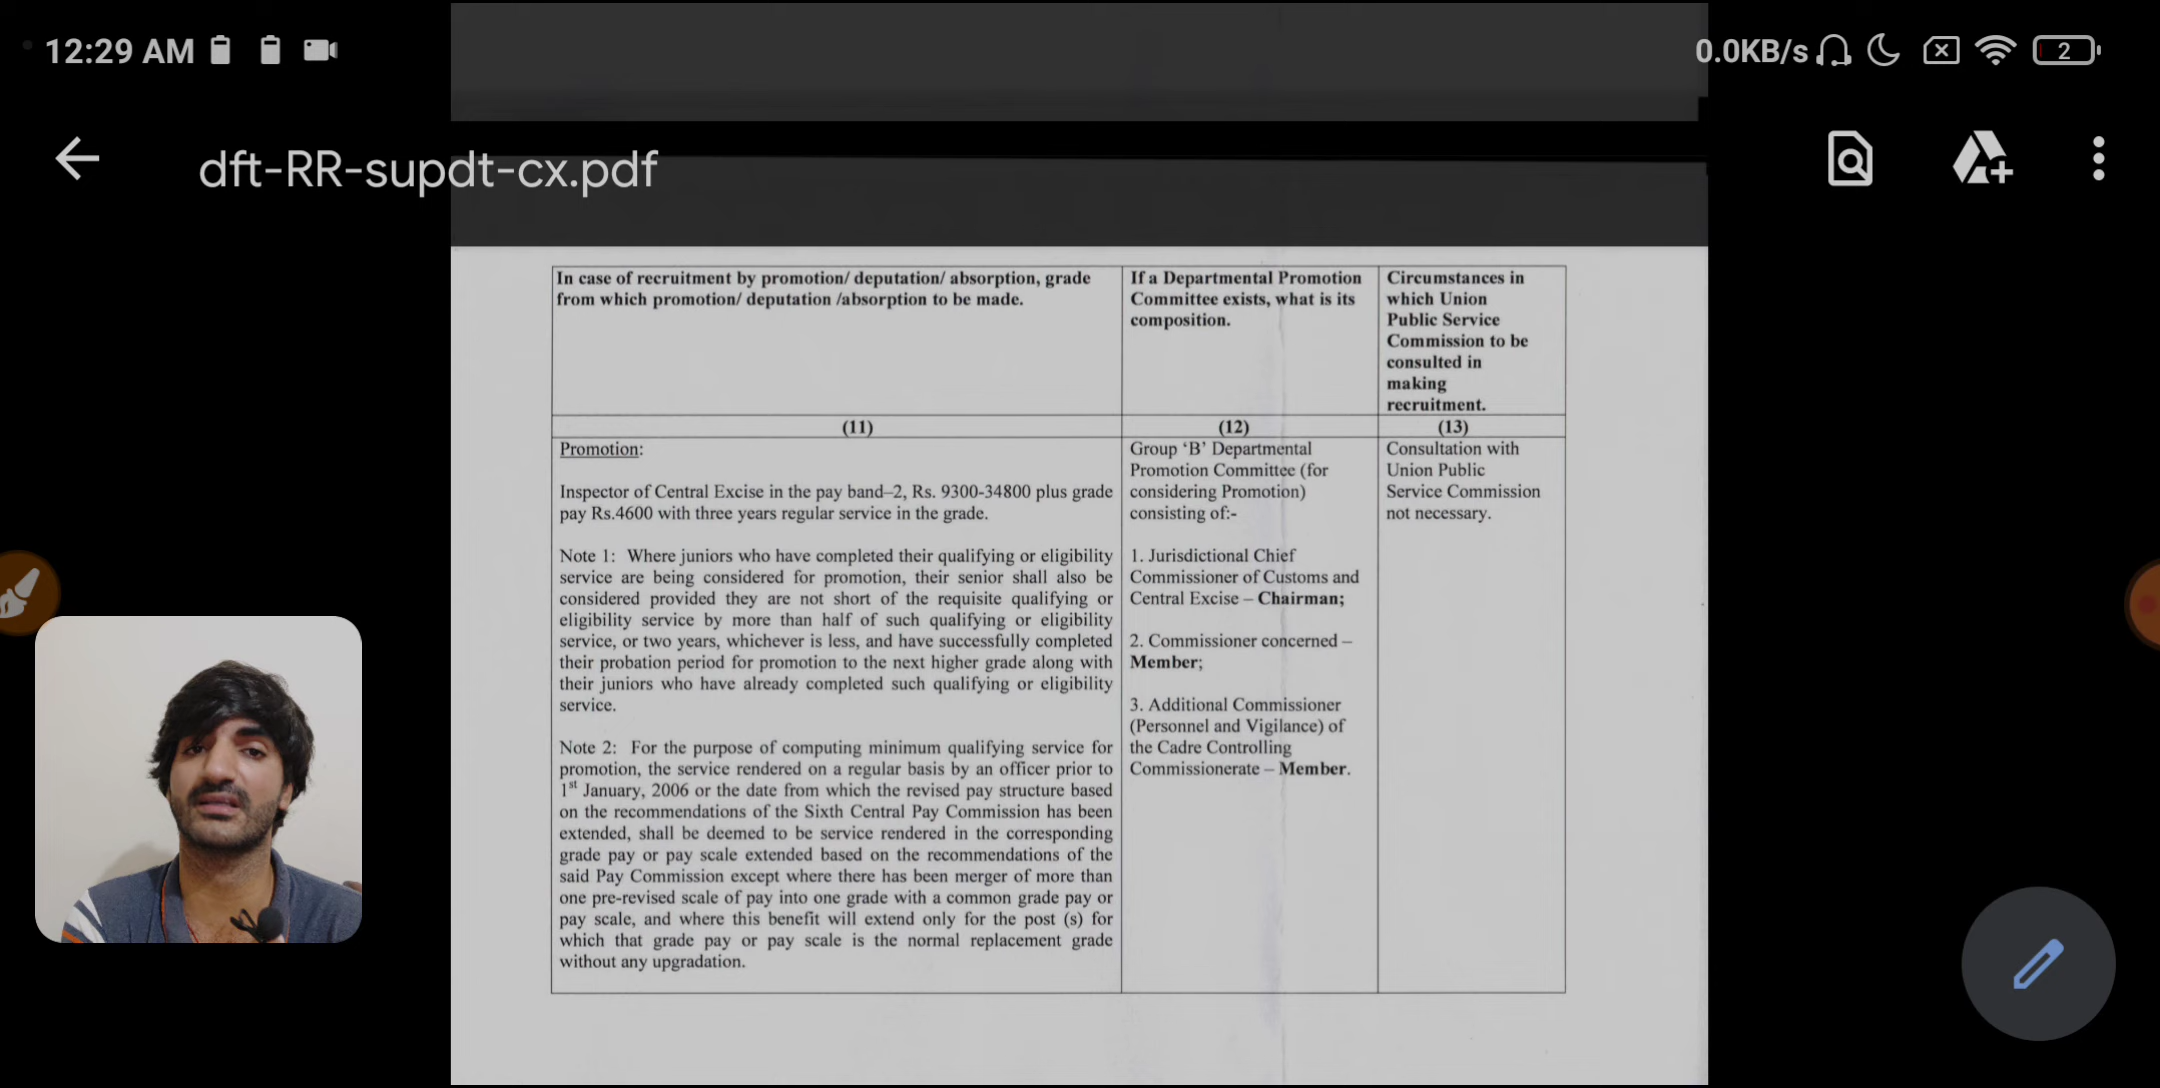 12:29 AM
0.0KB/s
2
dft-RR-supdt-cx.pdf
In case of recruitment by promotion/ deputation/ absorption, grade
from which promotion/ deputation /absorption to be made.
If a Departmental Promotion
Committee exists, what is its
composition.
Circumstances in
which Union
Public Service
Commission to be
consulted in
making
recruitment.
(11)
(12)
(13)
Promotion:
Inspector of Central Excise in the pay band–2, Rs. 9300-34800 plus grade
pay Rs.4600 with three years regular service in the grade.
Note 1: Where juniors who have completed their qualifying or eligibility
service are being considered for promotion, their senior shall also be
considered provided they are not short of the requisite qualifying or
eligibility service by more than half of such qualifying or eligibility
service, or two years, whichever is less, and have successfully completed
their probation period for promotion to the next higher grade along with
their juniors who have already completed such qualifying or eligibility
service.
Note 2: For the purpose of computing minimum qualifying service for
promotion, the service rendered on a regular basis by an officer prior to
1st January, 2006 or the date from which the revised pay structure based
on the recommendations of the Sixth Central Pay Commission has been
extended, shall be deemed to be service rendered in the corresponding
grade pay or pay scale extended based on the recommendations of the
said Pay Commission except where there has been merger of more than
one pre-revised scale of pay into one grade with a common grade pay or
pay scale, and where this benefit will extend only for the post (s) for
which that grade pay or pay scale is the normal replacement grade
without any upgradation.
Group ‘B’ Departmental
Promotion Committee (for
considering Promotion)
consisting of:-
1. Jurisdictional Chief
Commissioner of Customs and
Central Excise – Chairman;
2. Commissioner concerned –
Member;
3. Additional Commissioner
(Personnel and Vigilance) of
the Cadre Controlling
Commissionerate – Member.
Consultation with
Union Public
Service Commission
not necessary.